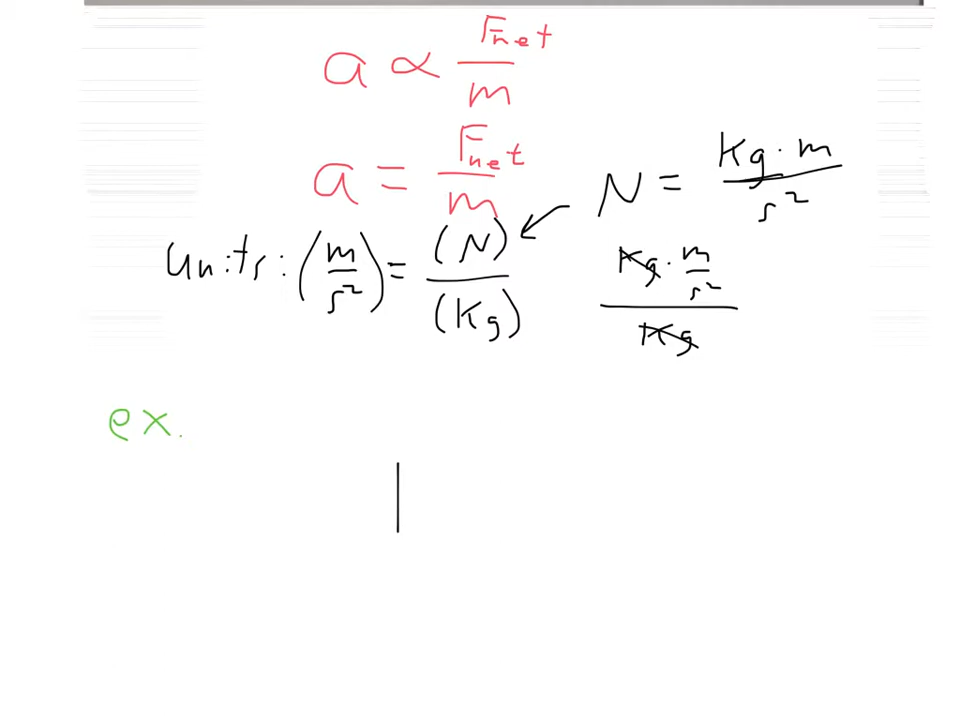 a ∝ Fnet / m
a = Fnet / m
N = Kg · m / s²
units: (m / s²) = (N) / (Kg)
Kg · m / s² / Kg
ex.